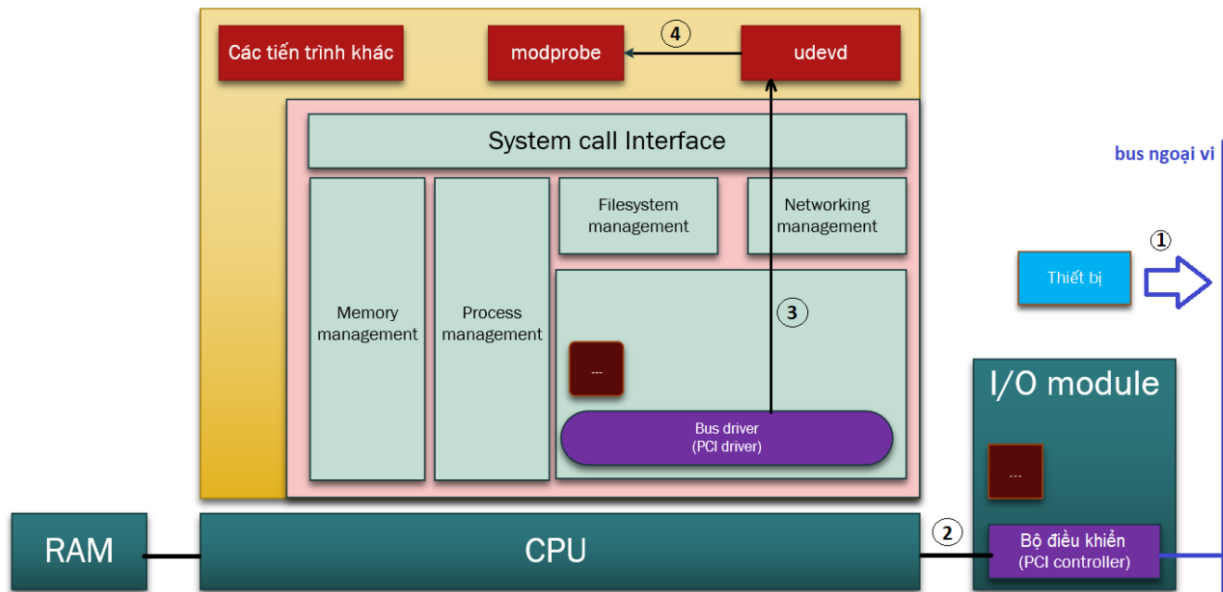 Các tiến trình khác
modprobe
④
udevd
System call Interface
bus ngoại vi
Memory
management
Process
management
Filesystem
management
Networking
management
①
Thiết bị
③
...
Bus driver
(PCI driver)
I/O module
...
RAM
CPU
②
Bộ điều khiển
(PCI controller)